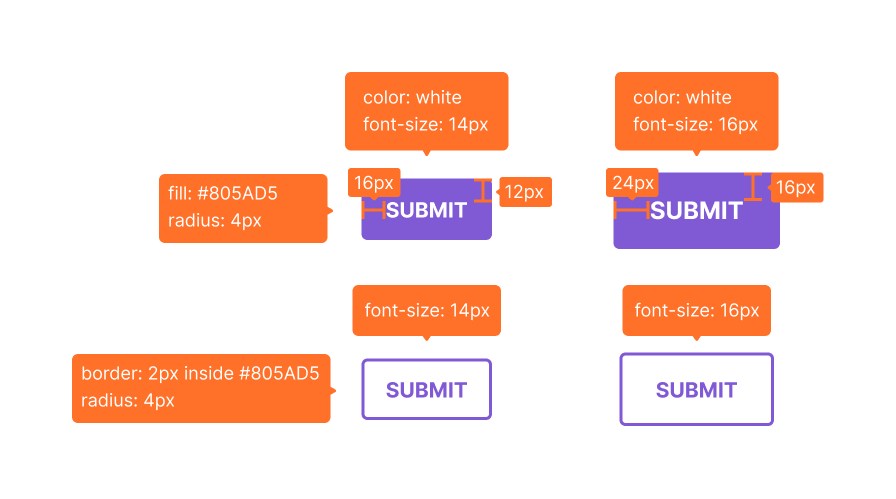 color: white
font-size: 14px
color: white
font-size: 16px
fill: #805AD5
radius: 4px
16px
12px
SUBMIT
24px
16px
SUBMIT
font-size: 14px
font-size: 16px
border: 2px inside #805AD5
radius: 4px
SUBMIT
SUBMIT